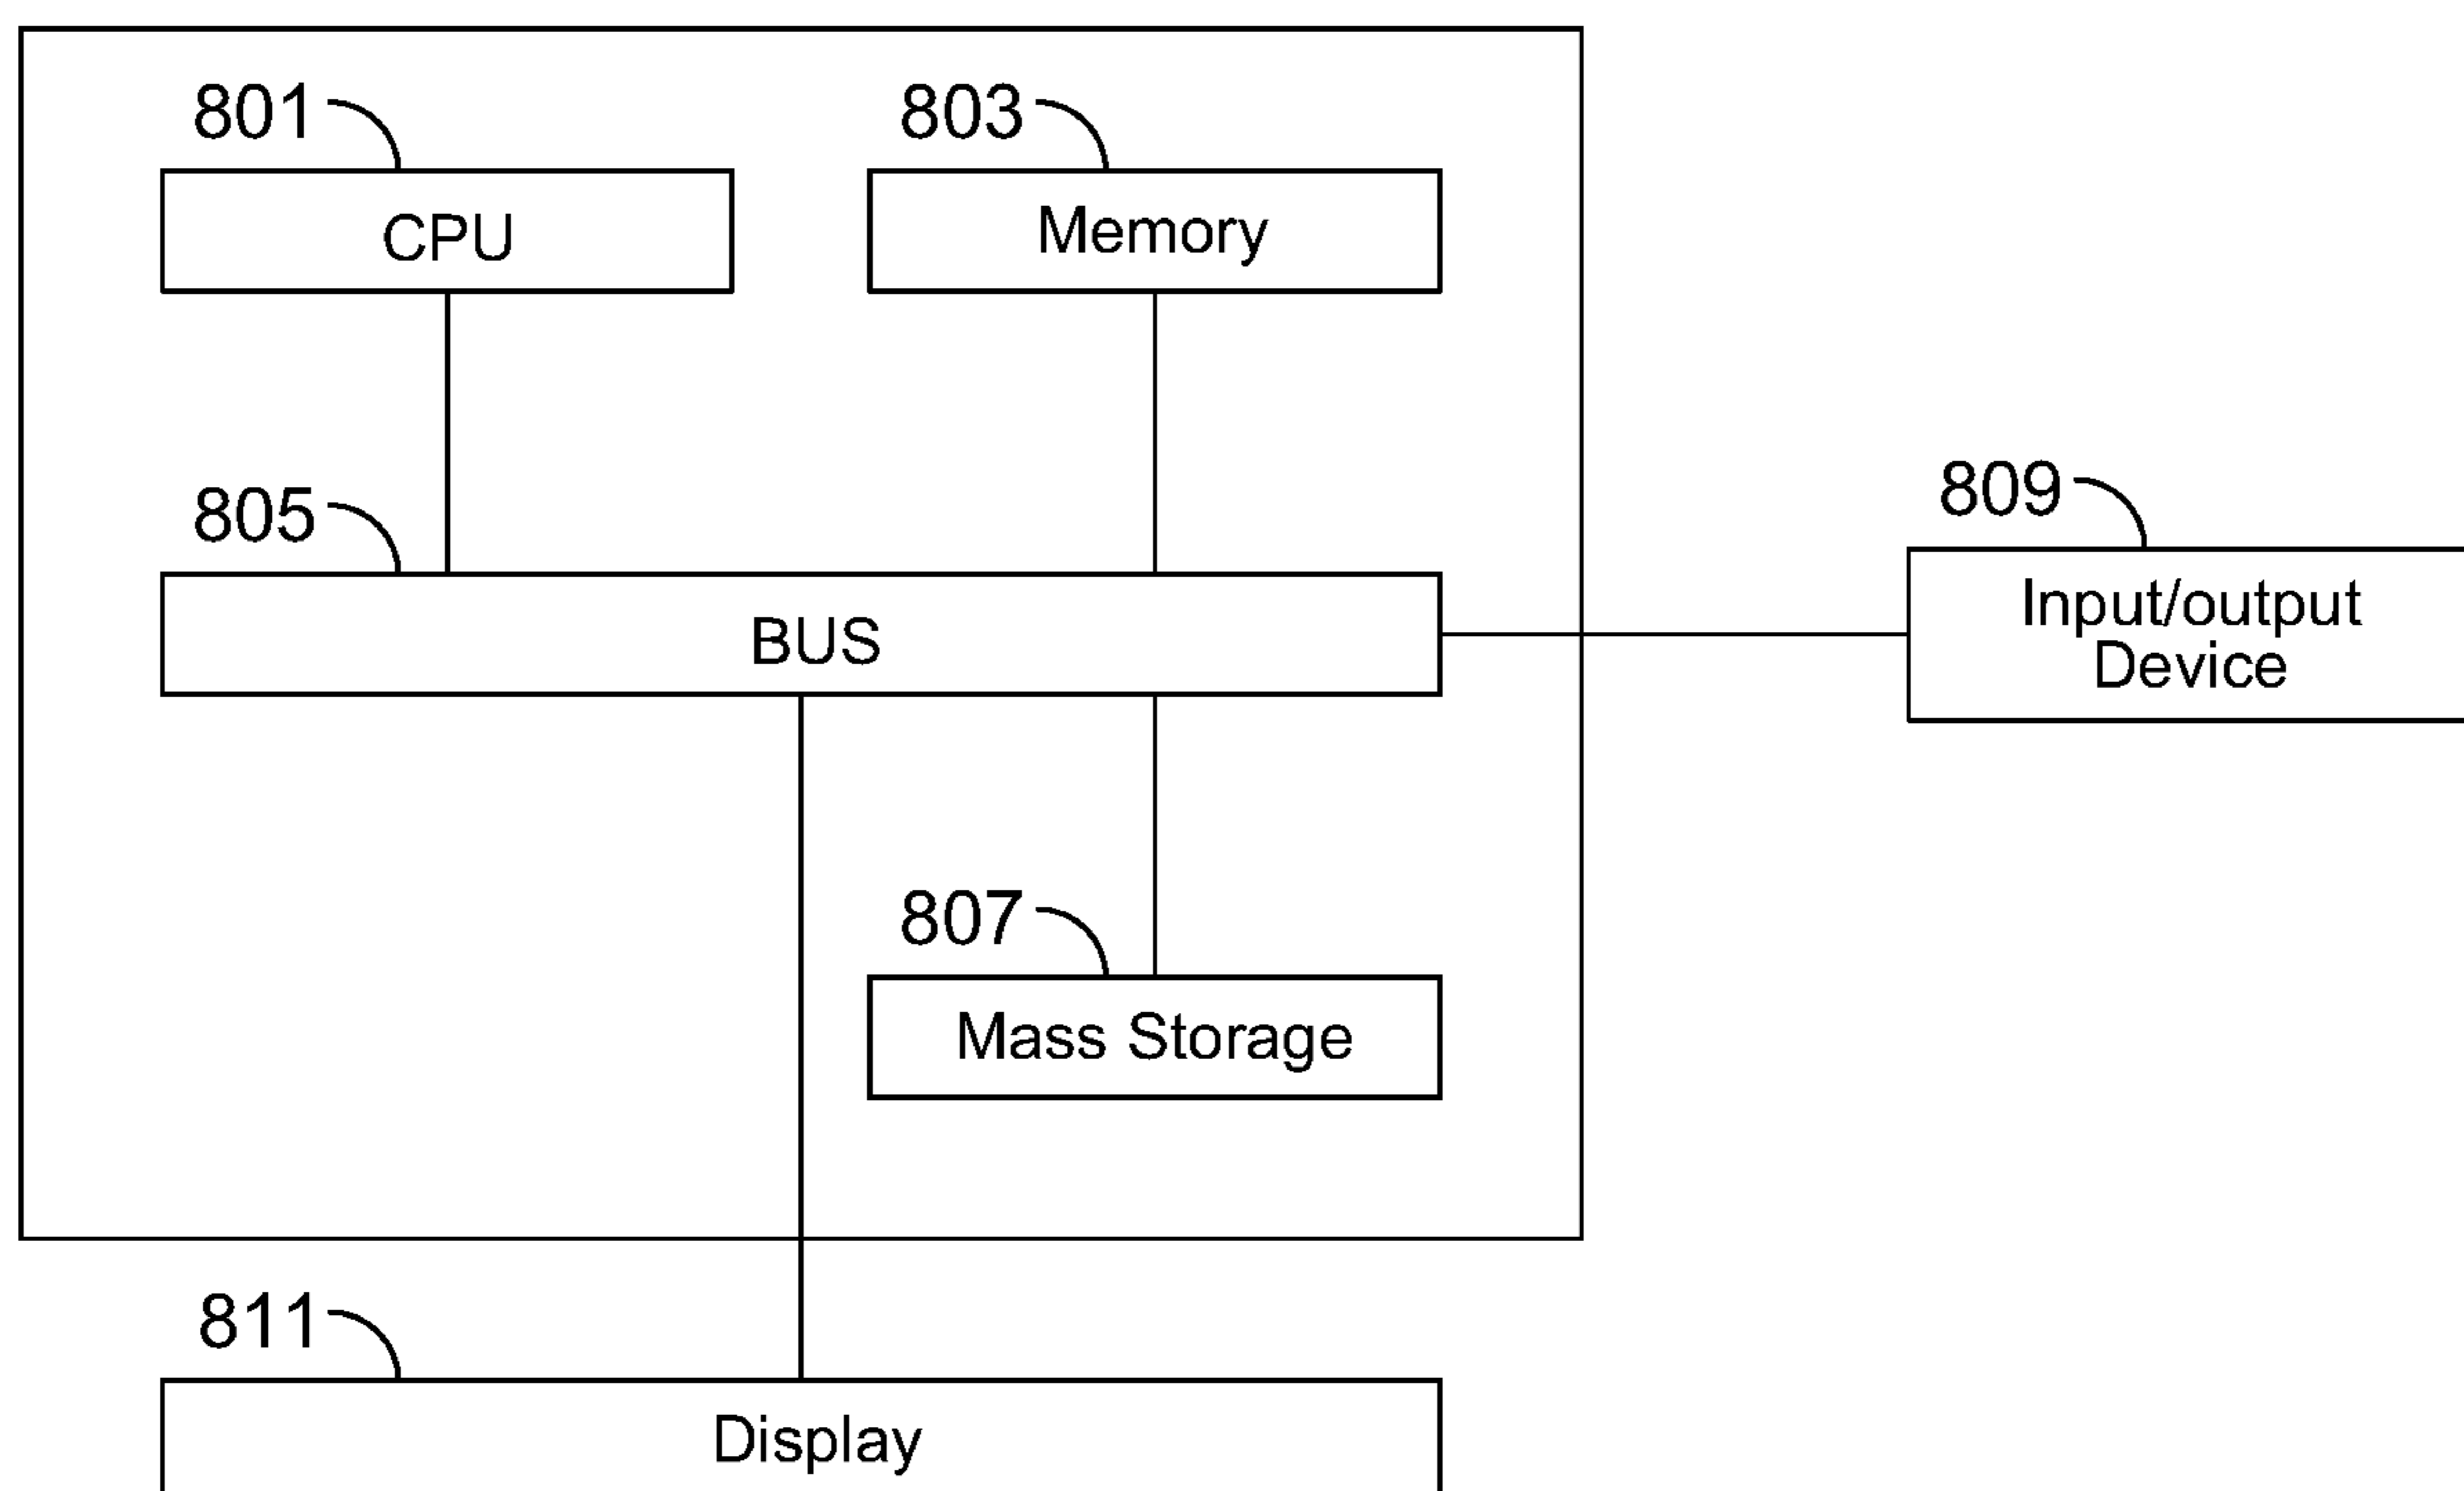 801
803
CPU
Memory
805
809
BUS
Input/output
Device
807
Mass Storage
811
Display